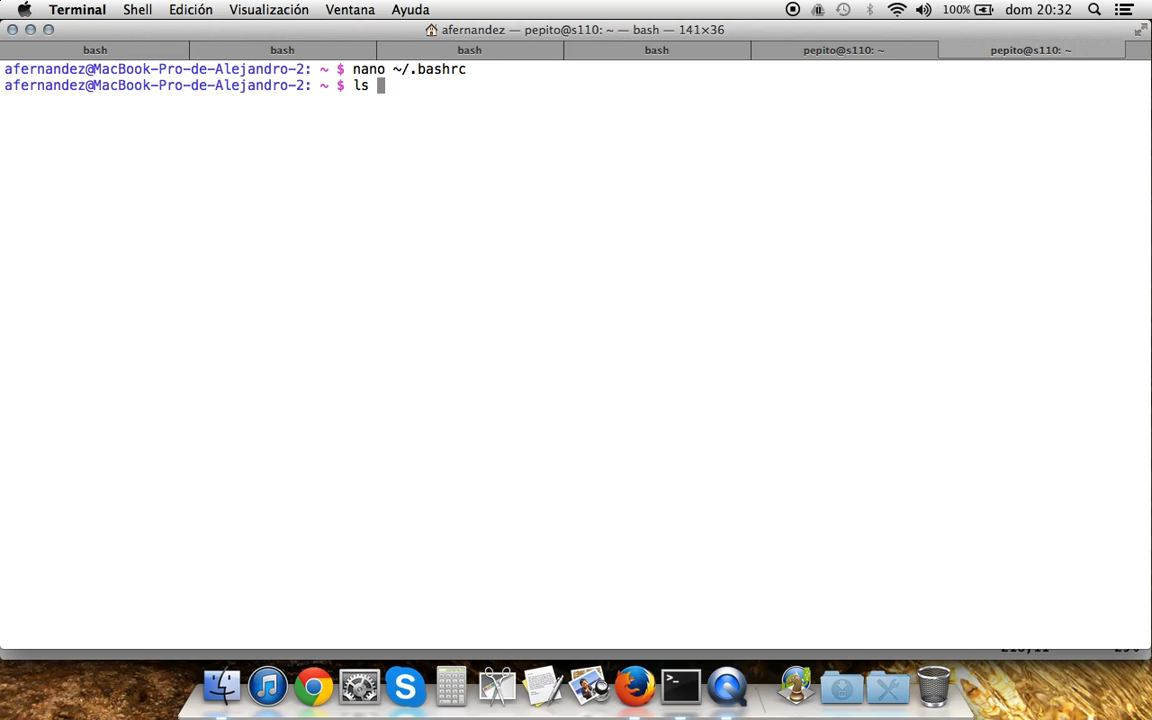 Terminal Shell Edición Visualización Ventana Ayuda 100% dom 20:32
afernandez — pepito@s110: ~ — bash — 141×36
bash bash bash bash pepito@s110: ~ pepito@s110: ~
afernandez@MacBook-Pro-de-Alejandro-2: ~ $ nano ~/.bashrc
afernandez@MacBook-Pro-de-Alejandro-2: ~ $ ls